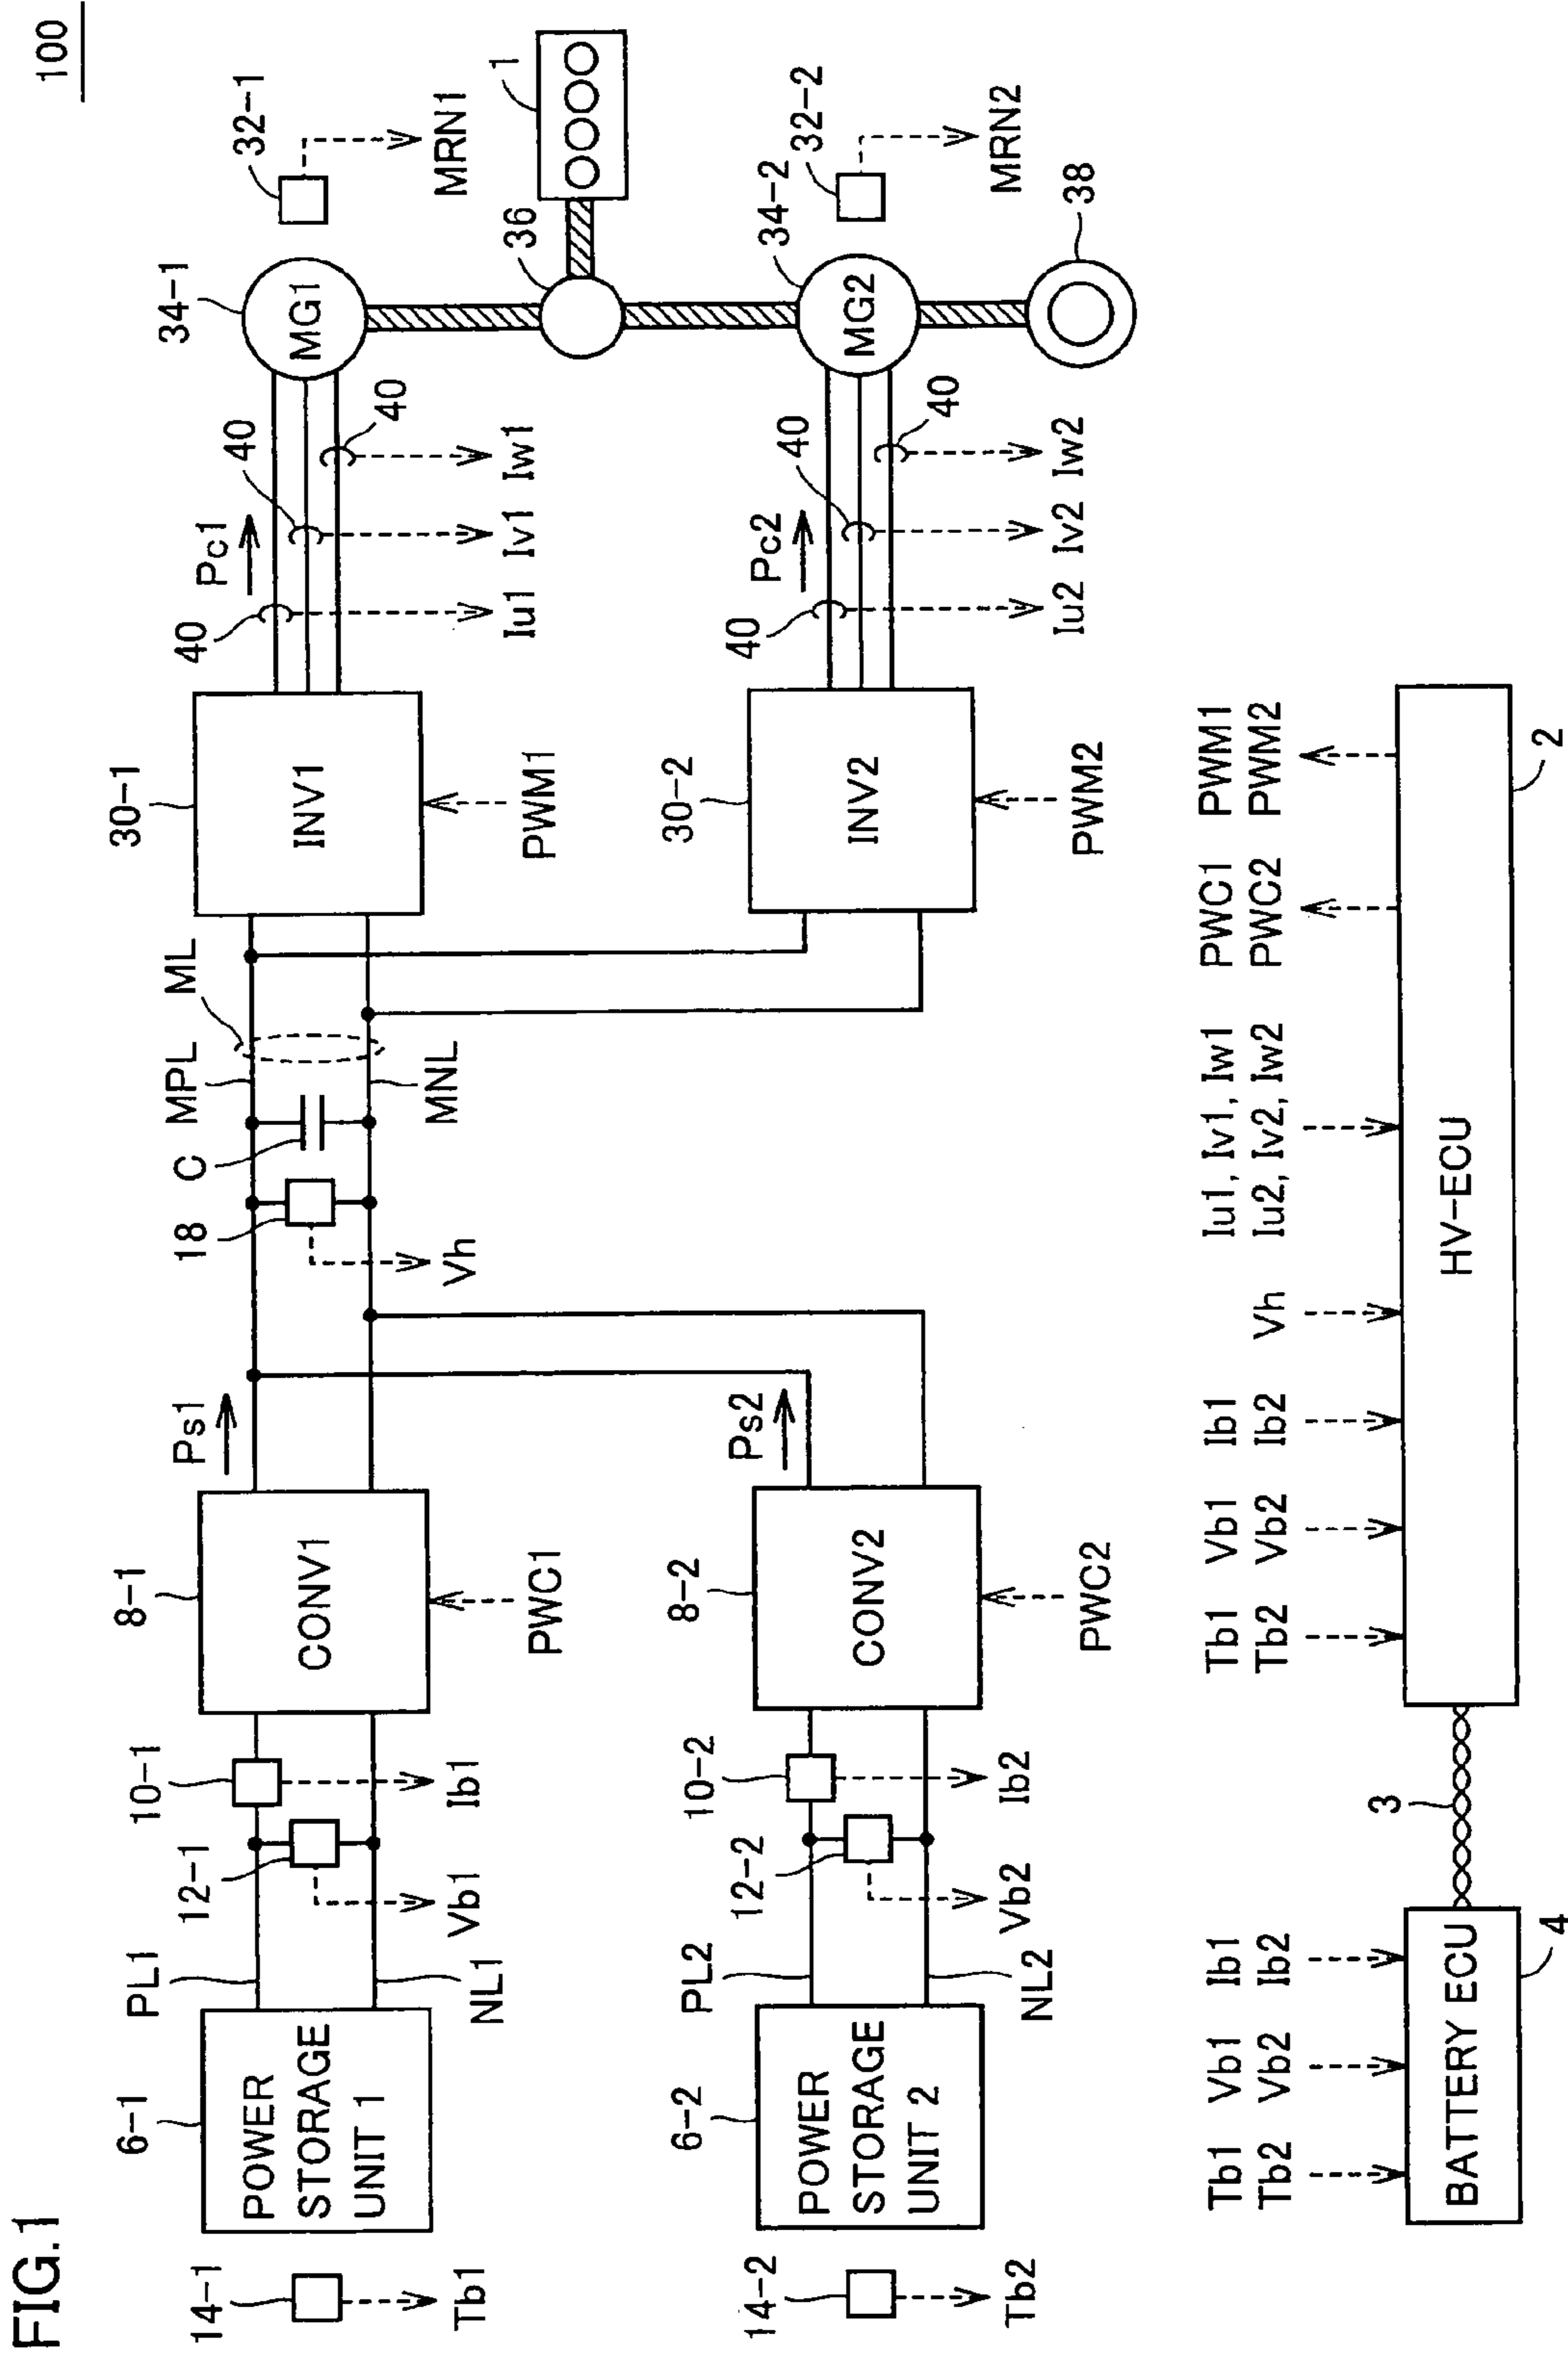 FIG.1
100
14-1
Tb1
6-1
POWER
STORAGE
UNIT 1
PL1
NL1
12-1
Vb1
10-1
Ib1
8-1
CONV1
PWC1
Ps1
18
Vh
C
MPL
MNL
ML
30-1
INV1
PWM1
40
Iu1
Pc1
40
Iv1
40
Iw1
34-1
MG1
32-1
MRN1
36
1
14-2
Tb2
6-2
POWER
STORAGE
UNIT 2
PL2
NL2
12-2
Vb2
10-2
Ib2
8-2
CONV2
PWC2
Ps2
30-2
INV2
PWM2
40
Iu2
Pc2
40
Iv2
40
Iw2
34-2
MG2
32-2
MRN2
38
Tb1 Vb1 Ib1
Tb2 Vb2 Ib2
BATTERY ECU
4
3
Tb1 Vb1 Ib1 Iu1, Iv1, Iw1 PWC1 PWM1
Tb2 Vb2 Ib2 Vh Iu2, Iv2, Iw2 PWC2 PWM2
HV-ECU
2